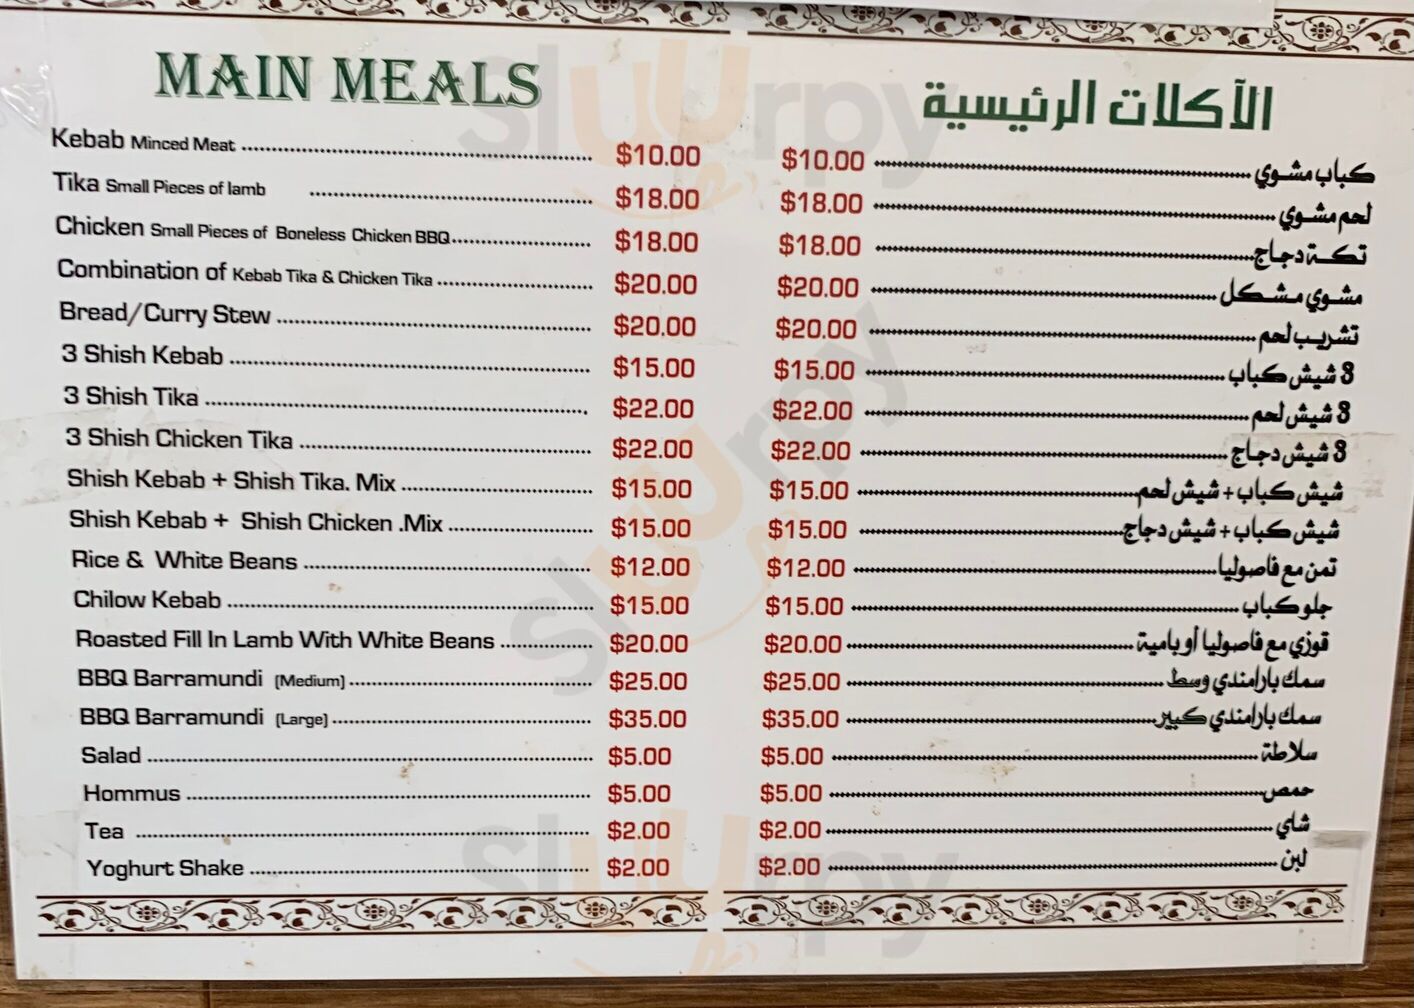 MAIN MEALS
Kebab Minced Meat ........ $10.00
Tika Small Pieces of lamb ........ $18.00
Chicken Small Pieces of Boneless Chicken BBQ ........ $18.00
Combination of Kebab Tika & Chicken Tika ........ $20.00
Bread/Curry Stew ........ $20.00
3 Shish Kebab ........ $15.00
3 Shish Tika ........ $22.00
3 Shish Chicken Tika ........ $22.00
Shish Kebab + Shish Tika. Mix ........ $15.00
Shish Kebab + Shish Chicken .Mix ........ $15.00
Rice & White Beans ........ $12.00
Chilow Kebab ........ $15.00
Roasted Fill In Lamb With White Beans ........ $20.00
BBQ Barramundi (Medium) ........ $25.00
BBQ Barramundi (Large) ........ $35.00
Salad ........ $5.00
Hommus ........ $5.00
Tea ........ $2.00
Yoghurt Shake ........ $2.00
الآكلات الرئيسية
كباب مشوي ........ $10.00
لحم مشوي ........ $18.00
تكة دجاج ........ $18.00
مشوي مشكل ........ $20.00
تشريب لحم ........ $20.00
3 شيش كباب ........ $15.00
3 شيش لحم ........ $22.00
3 شيش دجاج ........ $22.00
شيش كباب + شيش لحم ........ $15.00
شيش كباب + شيش دجاج ........ $15.00
تمن مع فاصوليا ........ $12.00
جلو كباب ........ $15.00
قوزي مع فاصوليا أو بامية ........ $20.00
سمك بارامندي وسط ........ $25.00
سمك بارامندي كبير ........ $35.00
سلاطة ........ $5.00
حمص ........ $5.00
شاي ........ $2.00
لبن ........ $2.00
Sluurpy
Sluurpy
Sluurpy